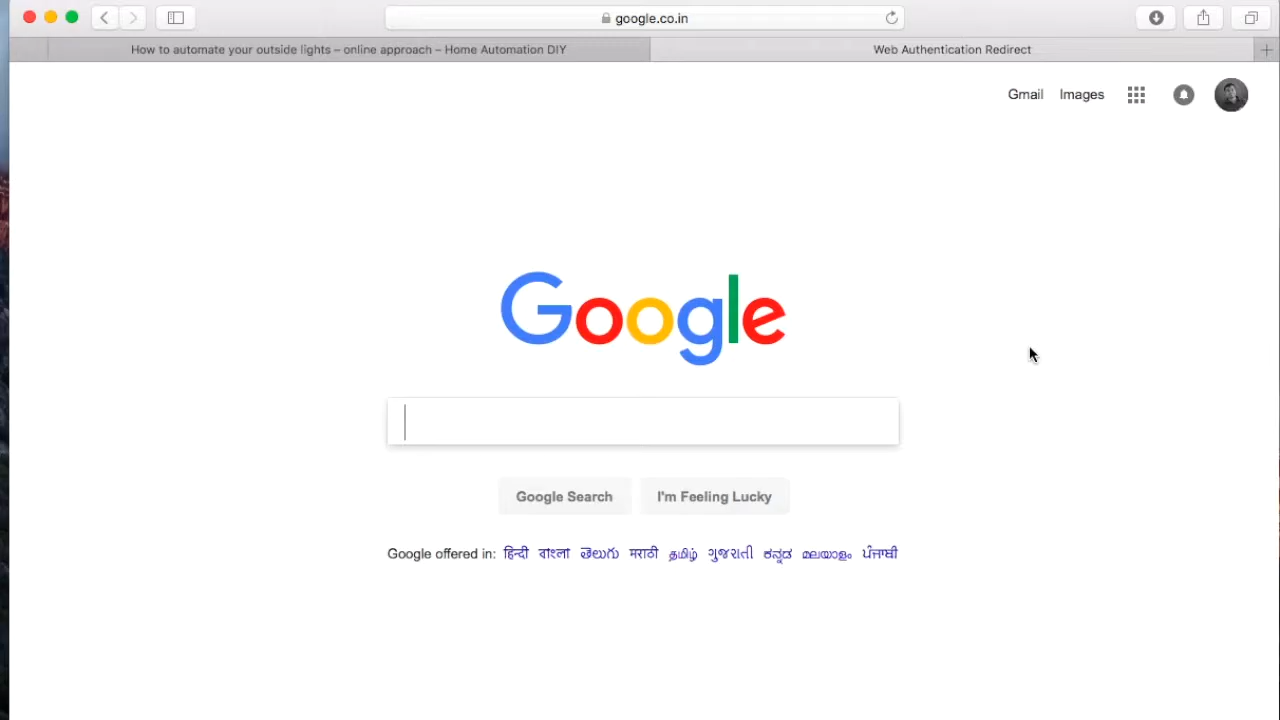 google.co.in
How to automate your outside lights – online approach – Home Automation DIY
Web Authentication Redirect
Gmail Images
Google
Google Search I'm Feeling Lucky
Google offered in: हिन्दी বাংলা తెలుగు मराठी தமிழ் ગુજરાતી ಕನ್ನಡ മലയാളം ਪੰਜਾਬੀ